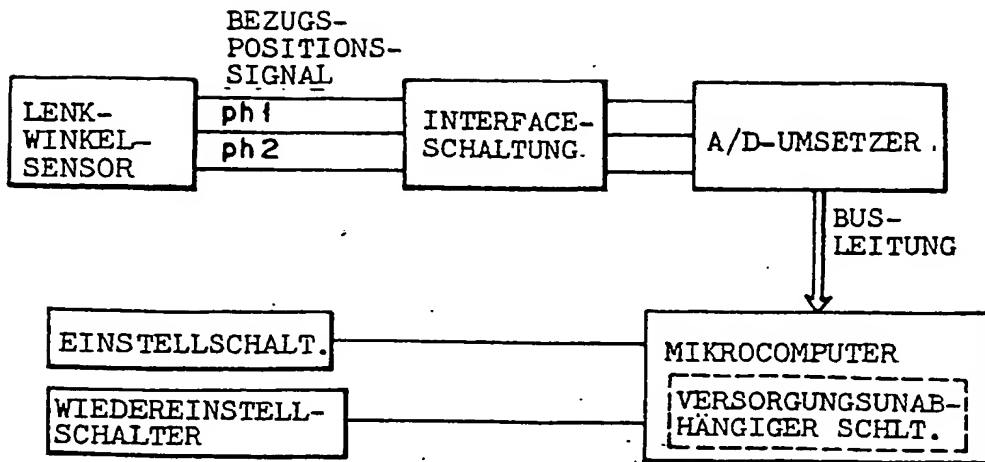 BEZUGS-
POSITIONS-
SIGNAL
LENK-
WINKEL-
SENSOR
ph1
ph2
INTERFACE-
SCHALTUNG.
A/D-UMSETZER.
BUS-
LEITUNG
EINSTELLSCHALT.
WIEDEREINSTELL-
SCHALTER
MIKROCOMPUTER
VERSORGUNGSUNAB-
HÄNGIGER SCHLT.